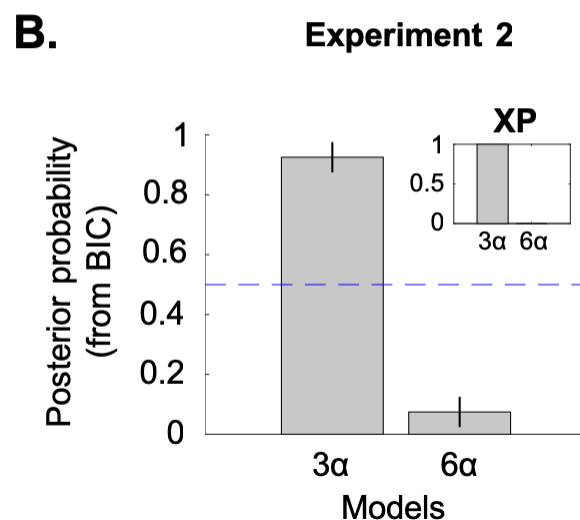 B.
Experiment 2
XP
1
0.5
0
3α 6α
Posterior probability
(from BIC)
1
0.8
0.6
0.4
0.2
0
3α 6α
Models